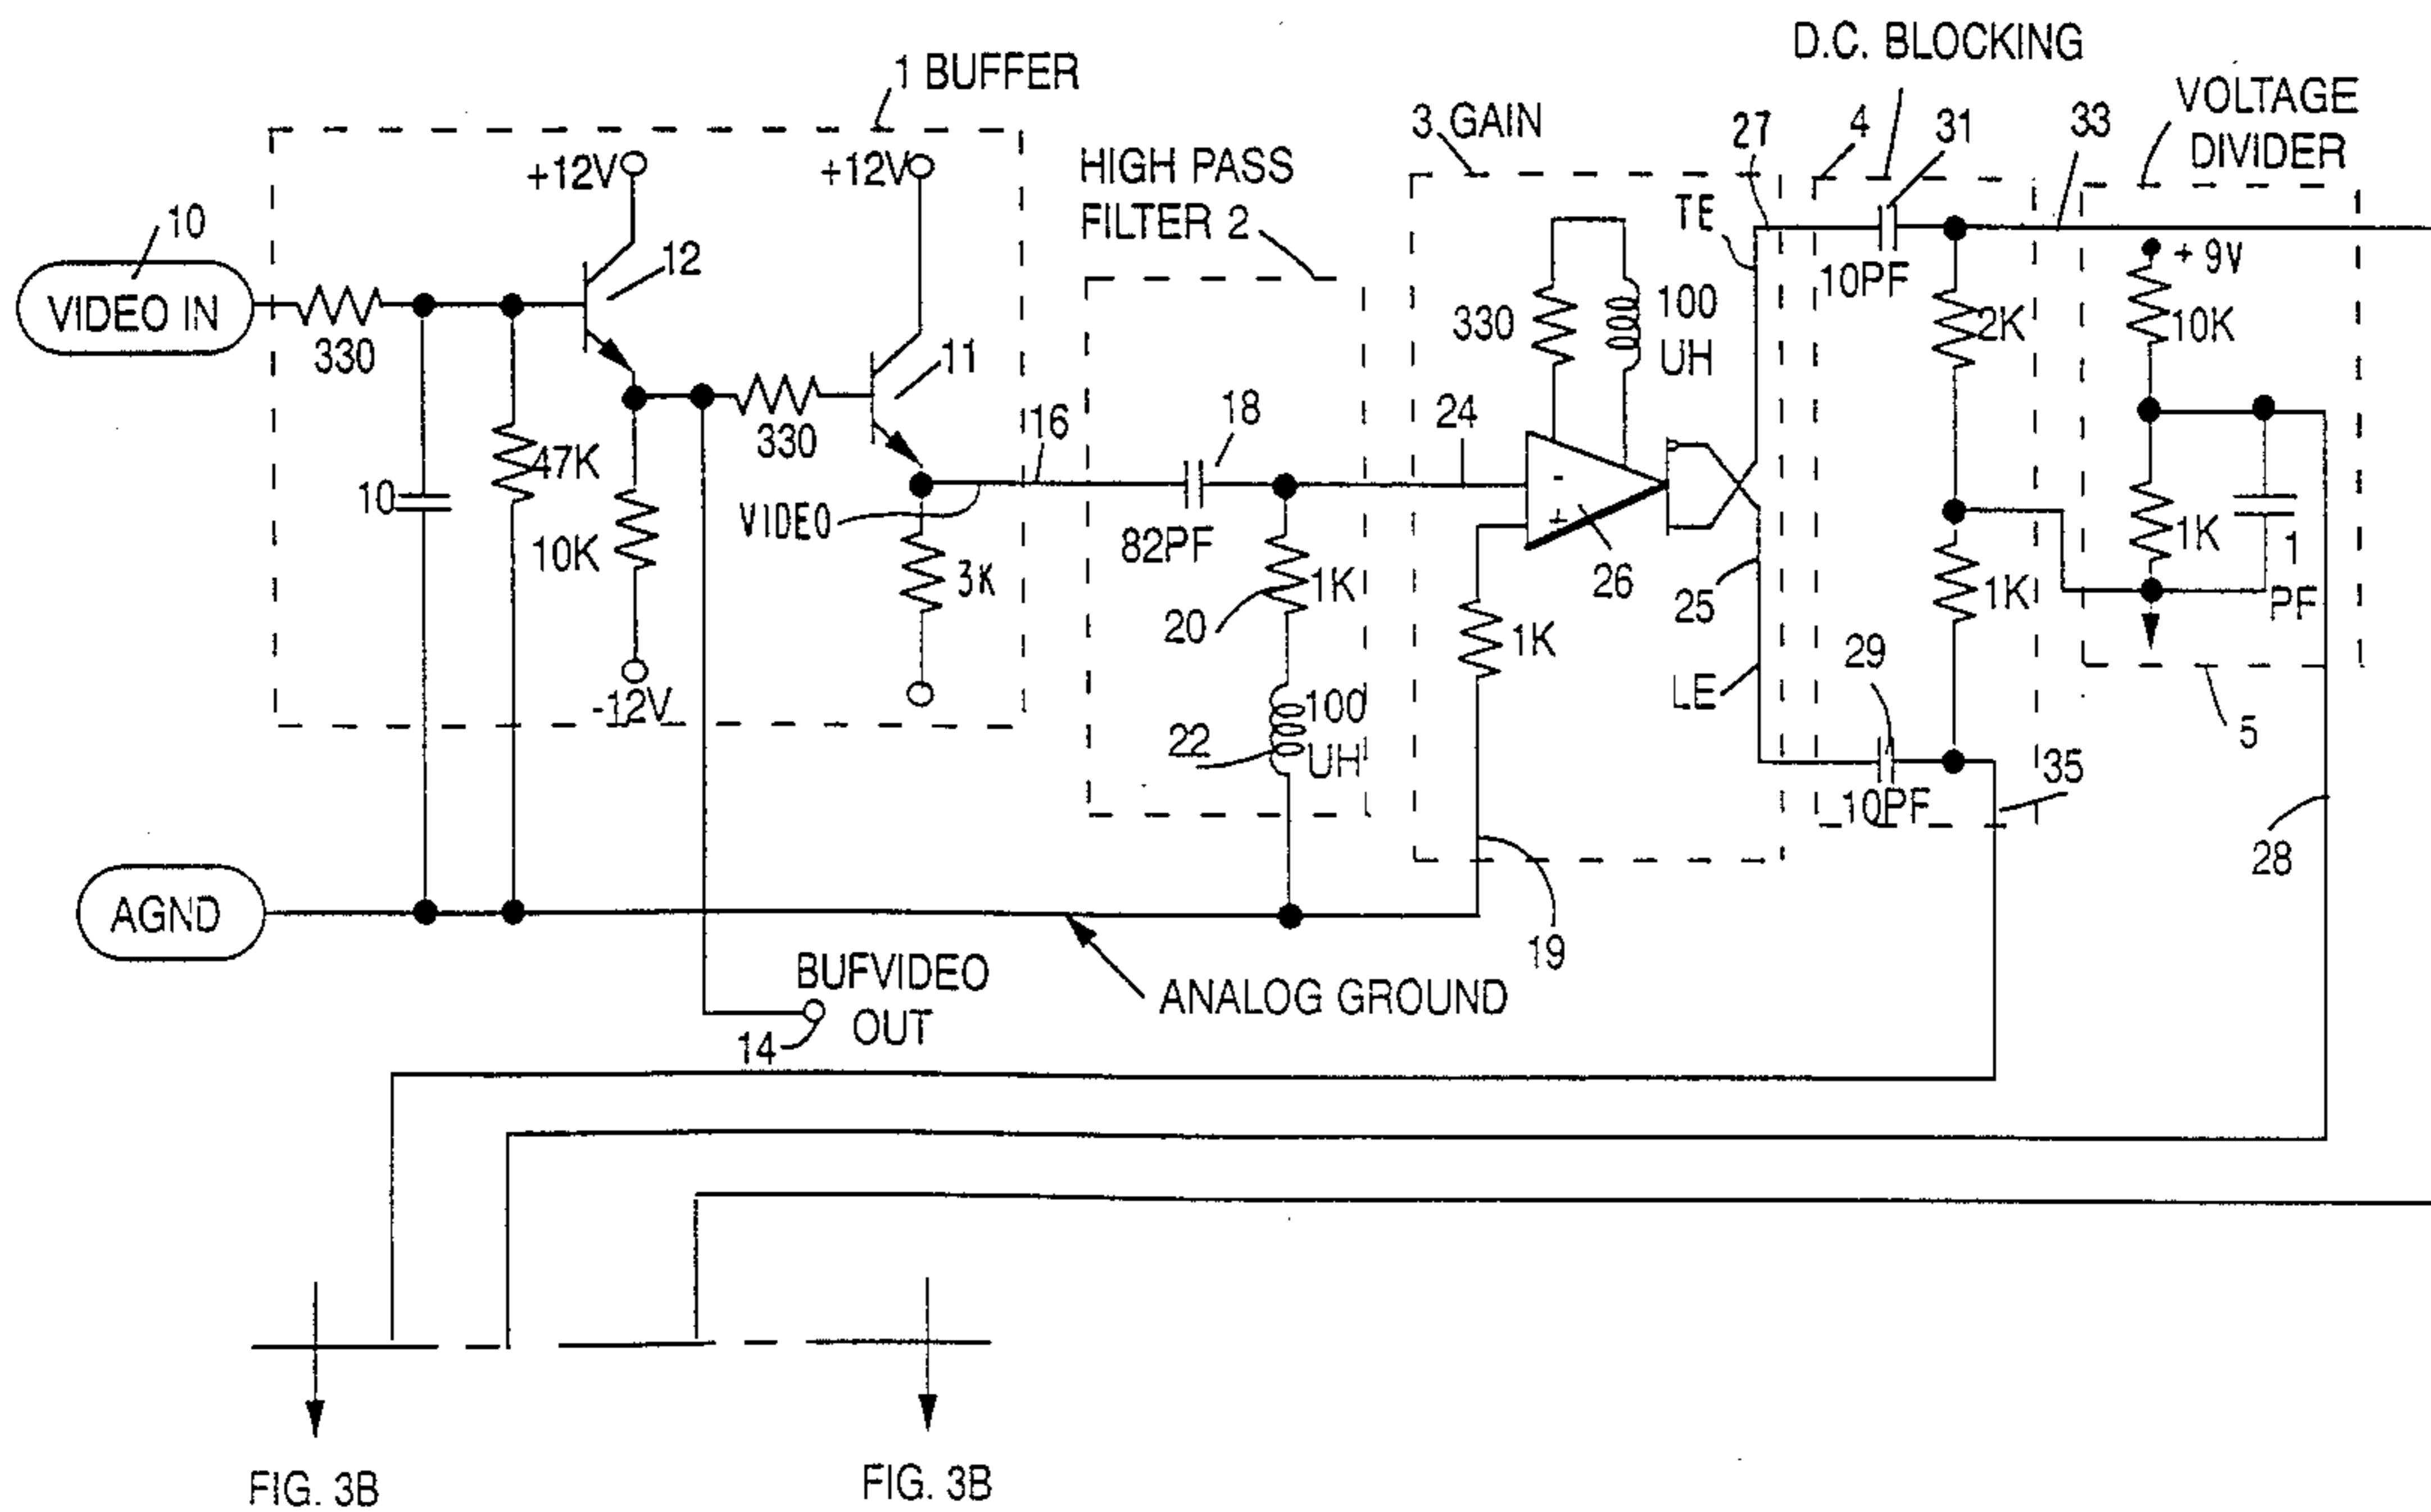 D.C. BLOCKING
1 BUFFER
VOLTAGE
DIVIDER
3 GAIN
27
4
31
33
HIGH PASS
FILTER 2
+12V
+12V
10
TE
VIDEO IN
12
+9V
330
10PF
330
100
UH
2K
10K
11
330
16
18
24
47K
10
10K
VIDEO
3K
82PF
-
+
26
1K
1
PF
20
1K
1K
25
1K
29
LE
-12V
22
100
UH
5
35
10PF
28
AGND
19
BUFVIDEO
OUT
14
ANALOG GROUND
FIG. 3B
FIG. 3B